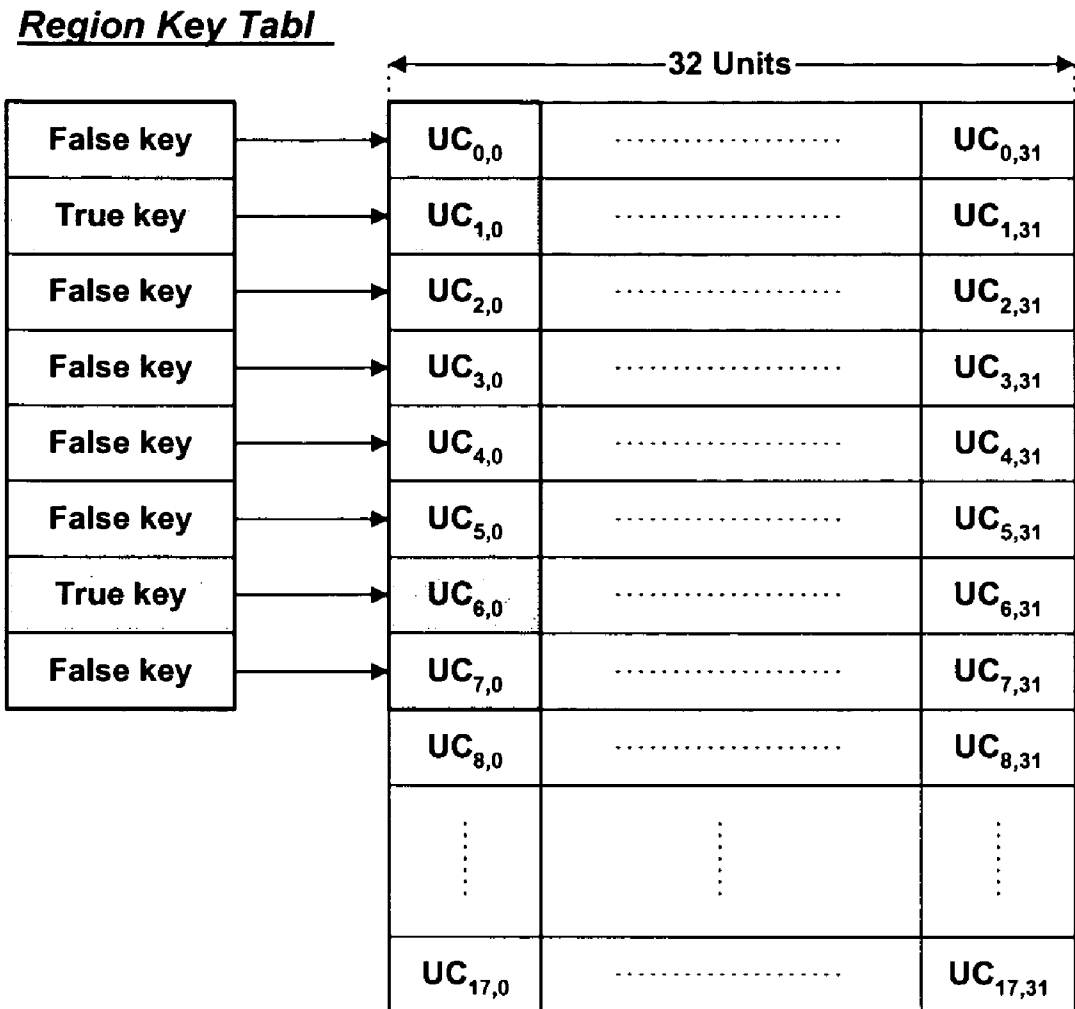 Region Key Tabl
32 Units
False key UC0,0 ................... UC0,31
True key UC1,0 ................... UC1,31
False key UC2,0 ................... UC2,31
False key UC3,0 ................... UC3,31
False key UC4,0 ................... UC4,31
False key UC5,0 ................... UC5,31
True key UC6,0 ................... UC6,31
False key UC7,0 ................... UC7,31
UC8,0 ................... UC8,31
UC17,0 ................... UC17,31